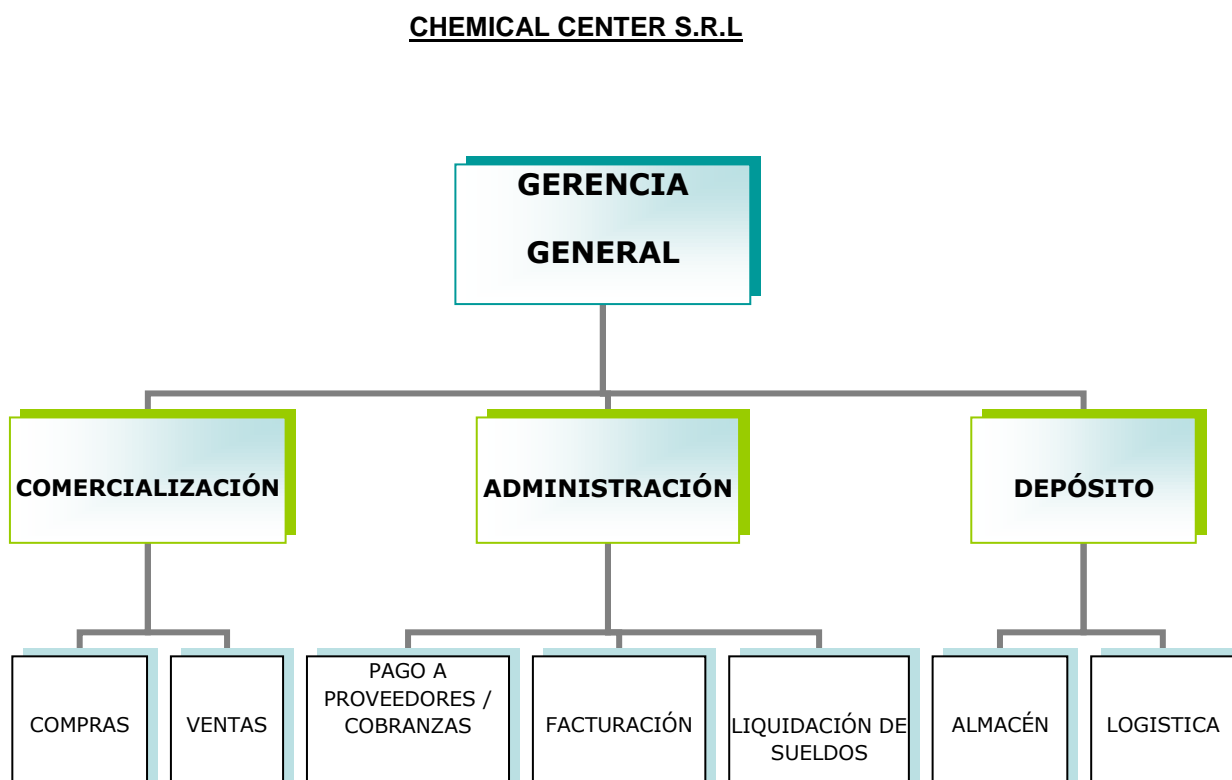 CHEMICAL CENTER S.R.L
GERENCIA
GENERAL
COMERCIALIZACIÓN
ADMINISTRACIÓN
DEPÓSITO
COMPRAS
VENTAS
PAGO A
PROVEEDORES /
COBRANZAS
FACTURACIÓN
LIQUIDACIÓN DE
SUELDOS
ALMACÉN
LOGISTICA